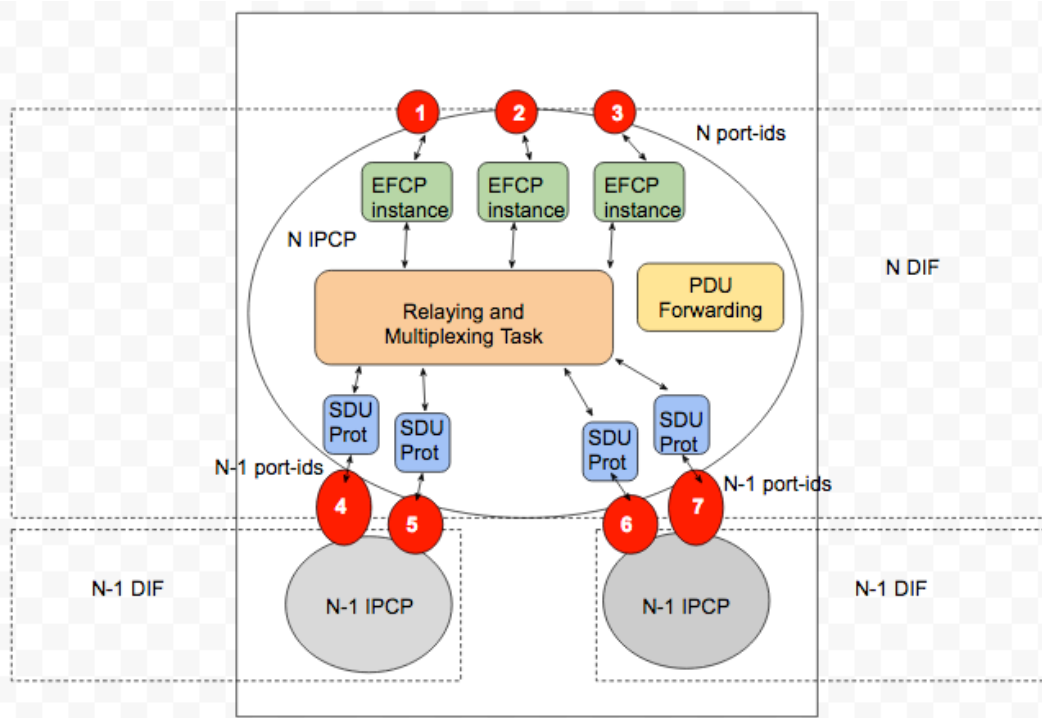 1 2 3
N port-ids
EFCP
instance
EFCP
instance
EFCP
instance
N IPCP
N DIF
PDU
Forwarding
Relaying and
Multiplexing Task
SDU
Prot
SDU
Prot
SDU
Prot
SDU
Prot
N-1 port-ids
N-1 port-ids
4
5
6
7
N-1 DIF
N-1 IPCP
N-1 IPCP
N-1 DIF